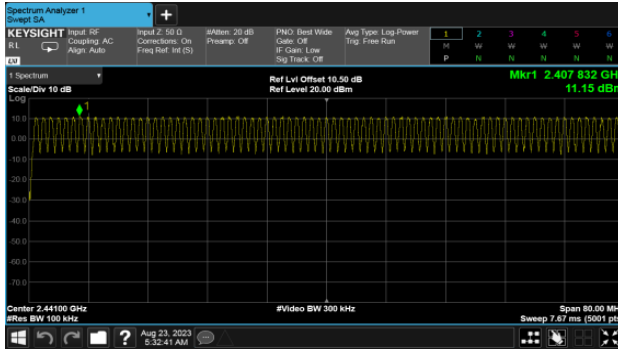 Spectrum Analyzer 1
Swept SA
+
KEYSIGHT Input: RF Input Z: 50 Ω #Atten: 20 dB PNO: Best Wide Avg Type: Log-Power 1 2 3 4 5 6
R L Coupling: AC Corrections: On Preamp: Off Gate: Off Trig: Free Run M W W W W W
Align: Auto Freq Ref: Int (S) IF Gain: Low P N N N N N
LXI Sig Track: Off
1 Spectrum Ref Lvl Offset 10.50 dB Mkr1 2.407 832 GH
Scale/Div 10 dB Ref Level 20.00 dBm 11.15 dBr
Log
1
10.0
0.00
-10.0
-20.0
-30.0
-40.0
-50.0
-60.0
-70.0
Center 2.44100 GHz #Video BW 300 kHz Span 80.00 MH
#Res BW 100 kHz Sweep 7.67 ms (5001 pts
? Aug 23, 2023
5:32:41 AM